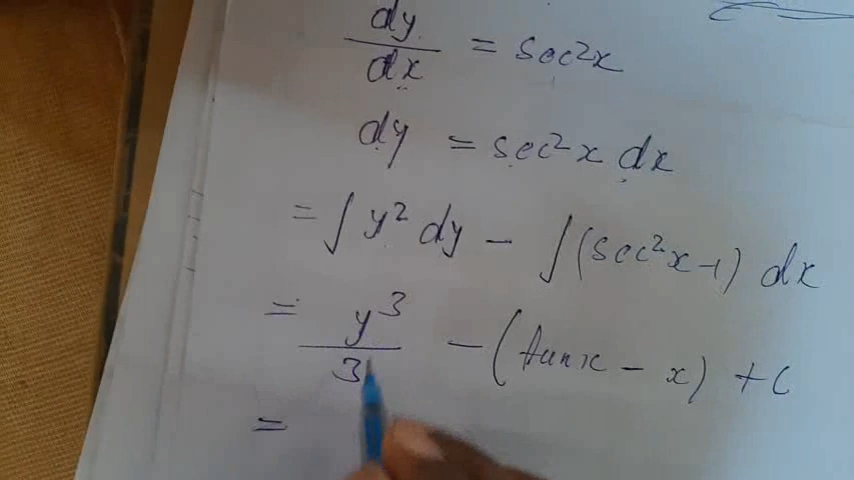 dy/dx = sec²x
dy = sec²x dx
= ∫ y² dy - ∫ (sec²x - 1) dx
= y³/3 - (tanx - x) + c
=